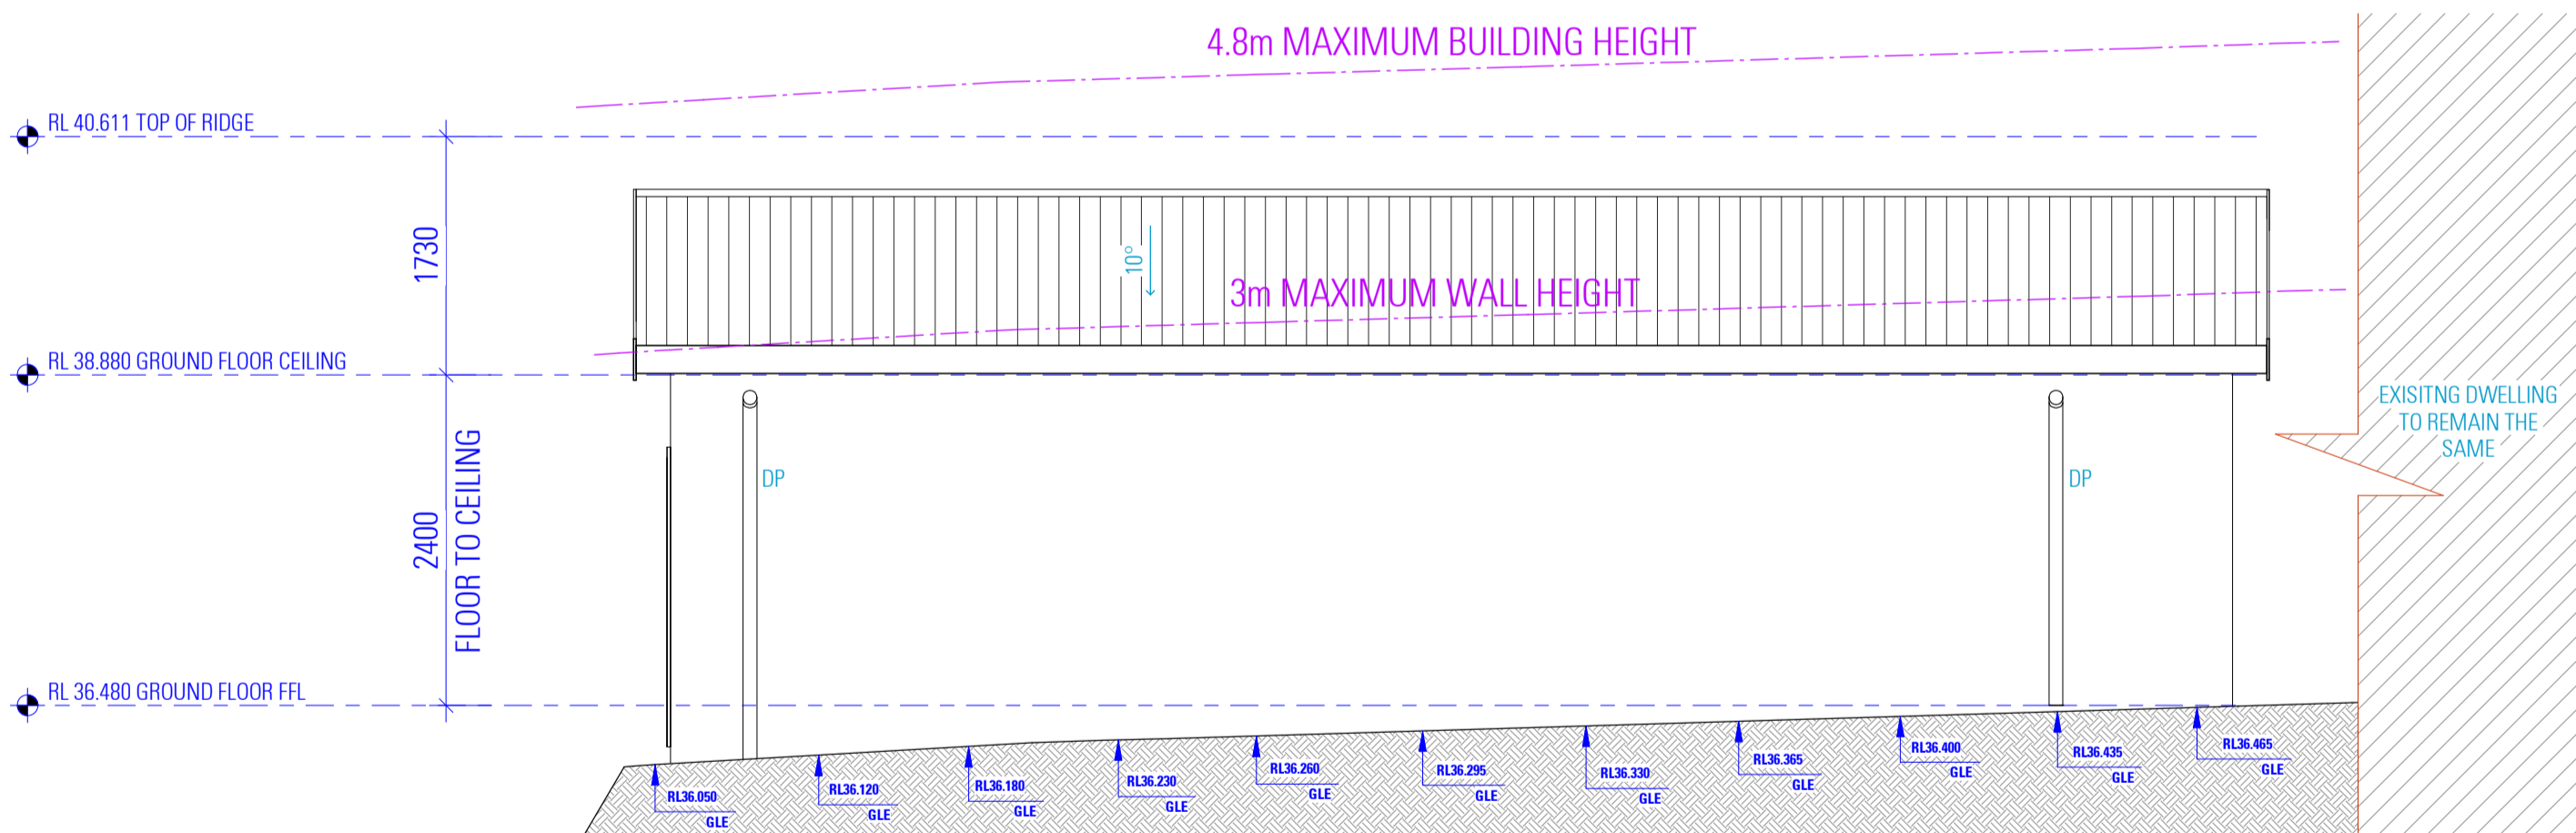 4.8m MAXIMUM BUILDING HEIGHT
RL 40.611 TOP OF RIDGE
1730
10°
3m MAXIMUM WALL HEIGHT
RL 38.880 GROUND FLOOR CEILING
EXISITNG DWELLING
TO REMAIN THE
SAME
2400
FLOOR TO CEILING
DP
DP
RL 36.480 GROUND FLOOR FFL
RL36.050
GLE
RL36.120
GLE
RL36.180
GLE
RL36.230
GLE
RL36.260
GLE
RL36.295
GLE
RL36.330
GLE
RL36.365
GLE
RL36.400
GLE
RL36.435
GLE
RL36.465
GLE